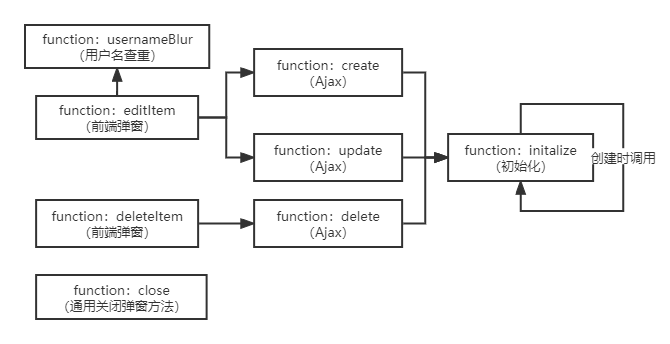 function：usernameBlur
（用户名查重）
function：create
（Ajax）
function：editItem
（前端弹窗）
function：update
（Ajax）
function：initalize
（初始化）
创建时调用
function：deleteItem
（前端弹窗）
function：delete
（Ajax）
function：close
（通用关闭弹窗方法）